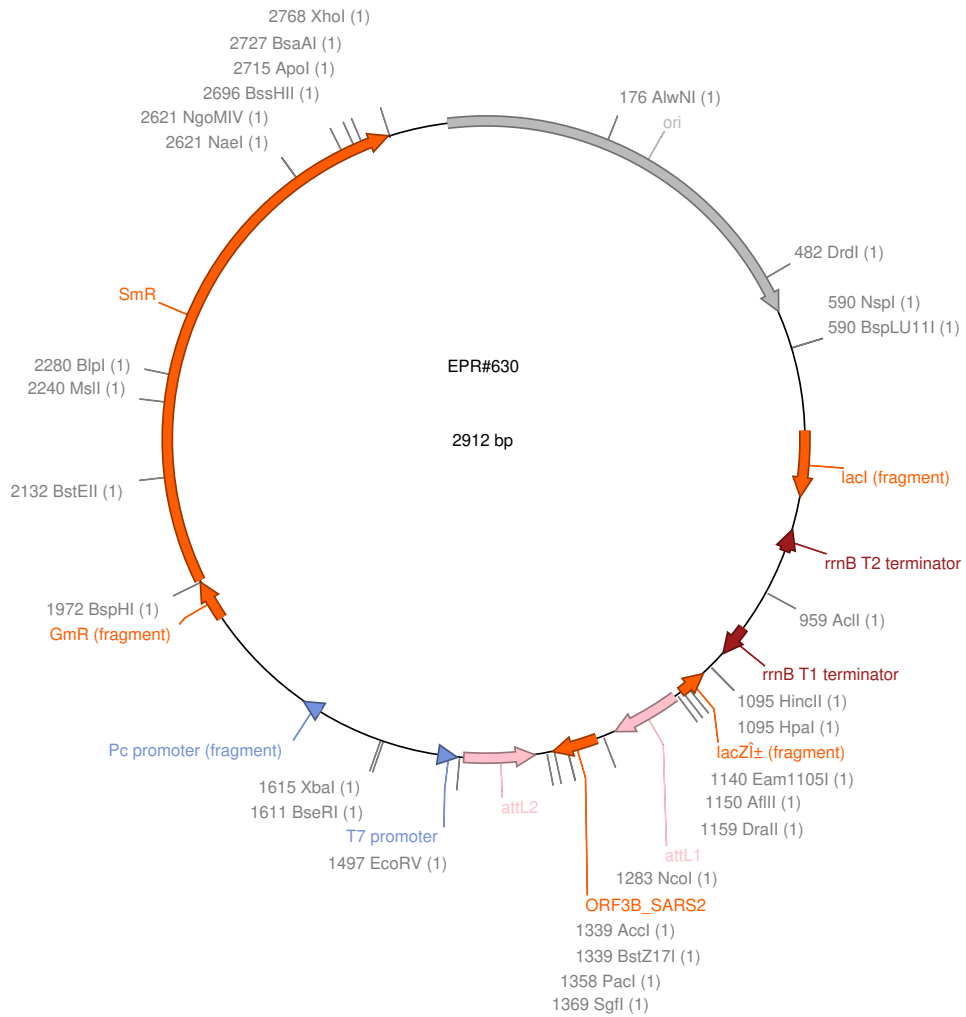 2768 XhoI (1)
2727 BsaAI (1)
2715 ApoI (1)
2696 BssHII (1)
2621 NgoMIV (1)
2621 NaeI (1)
176 AlwNI (1)
ori
482 DrdI (1)
590 NspI (1)
590 BspLU11I (1)
SmR
EPR#630
2912 bp
2280 BlpI (1)
2240 MslI (1)
2132 BstEII (1)
lacI (fragment)
rrnB T2 terminator
1972 BspHI (1)
GmR (fragment)
959 AclI (1)
rrnB T1 terminator
1095 HincII (1)
1095 HpaI (1)
lacZÎ± (fragment)
Pc promoter (fragment)
1140 Eam1105I (1)
1150 AflII (1)
1159 DraII (1)
1615 XbaI (1)
1611 BseRI (1)
attL2
T7 promoter
1497 EcoRV (1)
attL1
1283 NcoI (1)
ORF3B_SARS2
1339 AccI (1)
1339 BstZ17I (1)
1358 PacI (1)
1369 SgfI (1)